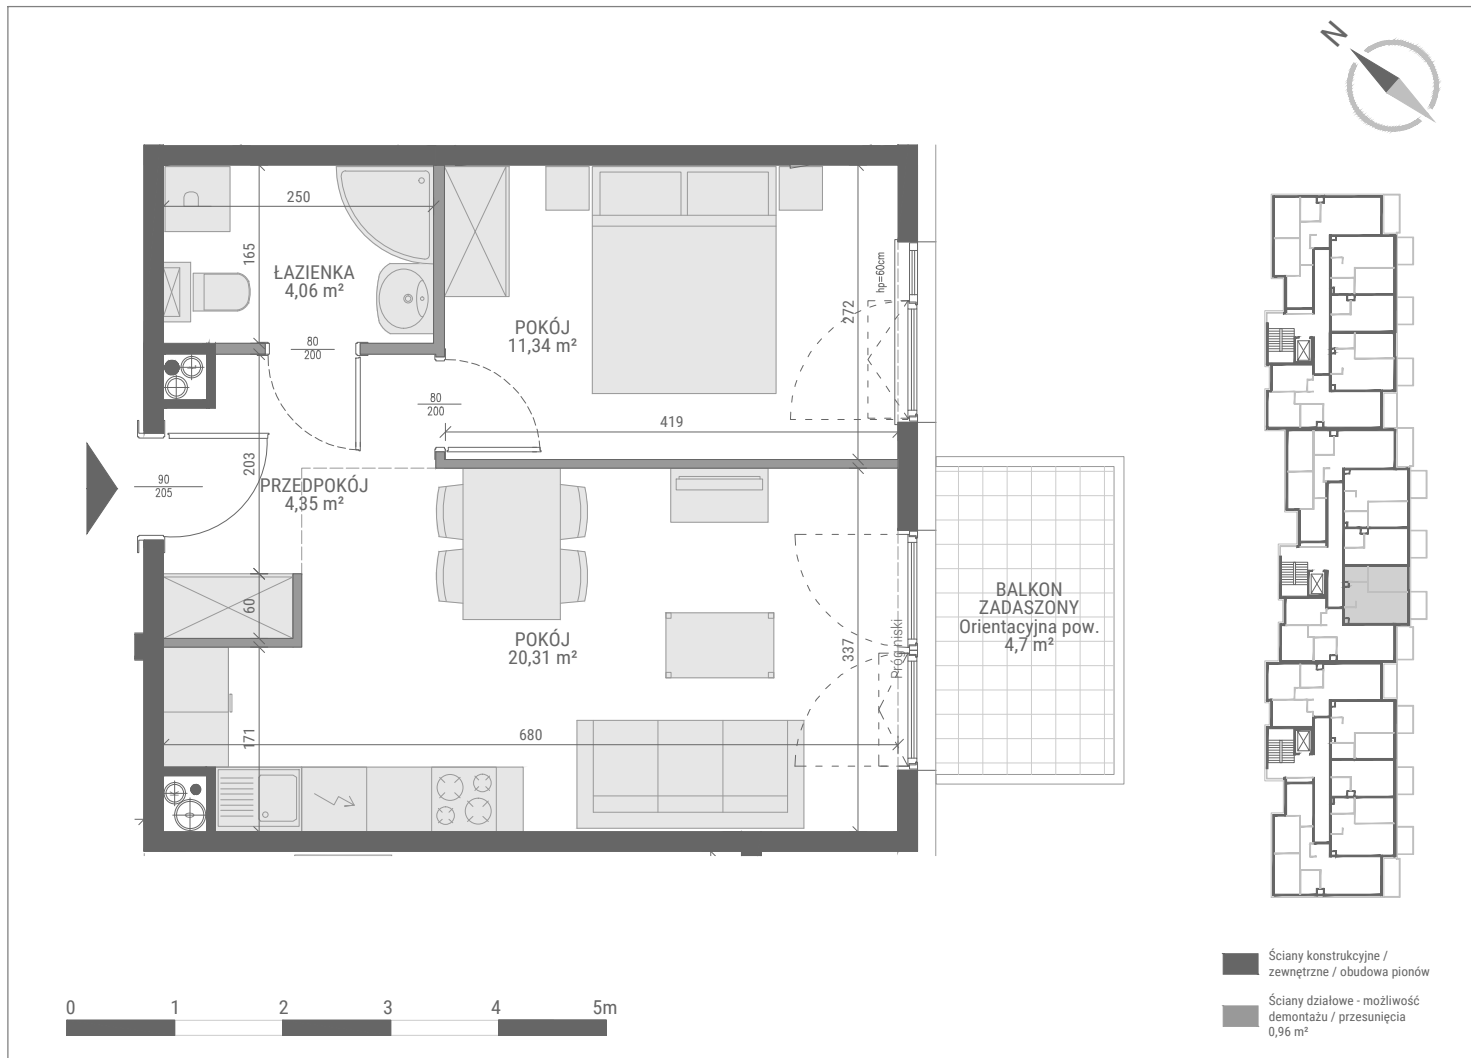 N
250
165
ŁAZIENKA
4,06 m²
80
200
POKÓJ
11,34 m²
hp=60cm
272
80
200
419
203
90
205
PRZEDPOKÓJ
4,35 m²
60
POKÓJ
20,31 m²
337
Próg niski
BALKON
ZADASZONY
Orientacyjna pow.
4,7 m²
171
680
0 1 2 3 4 5m
Ściany konstrukcyjne /
zewnętrzne / obudowa pionów
Ściany działowe - możliwość
demontażu / przesunięcia
0,96 m²